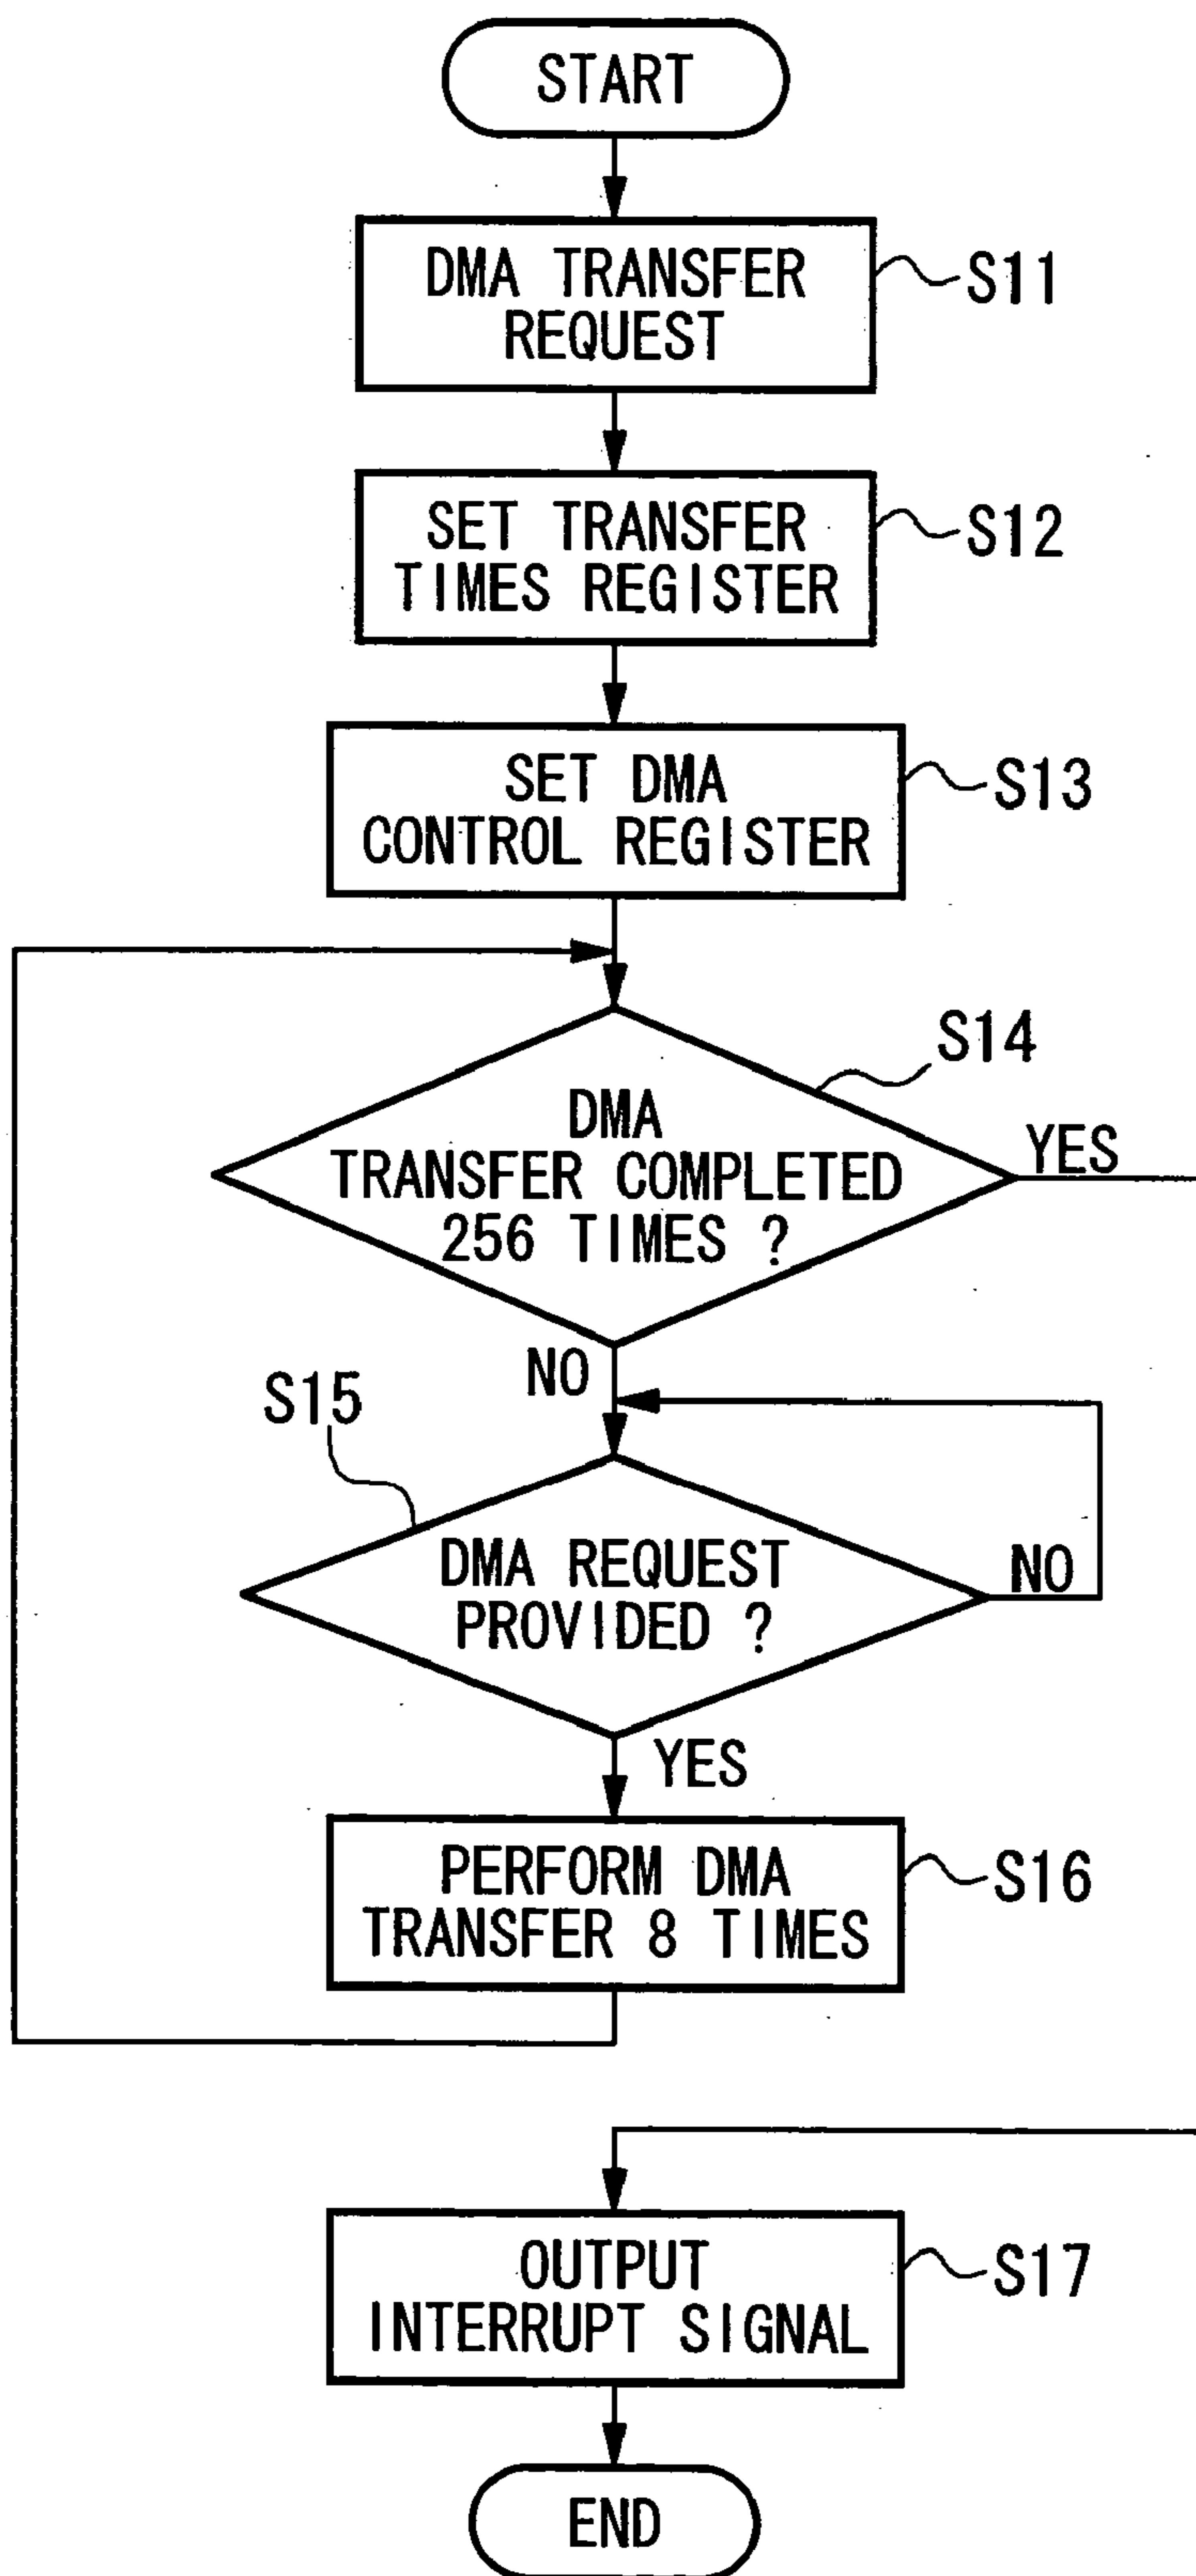 START
DMA TRANSFER
REQUEST
S11
SET TRANSFER
TIMES REGISTER
S12
SET DMA
CONTROL REGISTER
S13
S14
DMA
TRANSFER COMPLETED
256 TIMES ?
YES
NO
S15
DMA REQUEST
PROVIDED ?
NO
YES
PERFORM DMA
TRANSFER 8 TIMES
S16
OUTPUT
INTERRUPT SIGNAL
S17
END